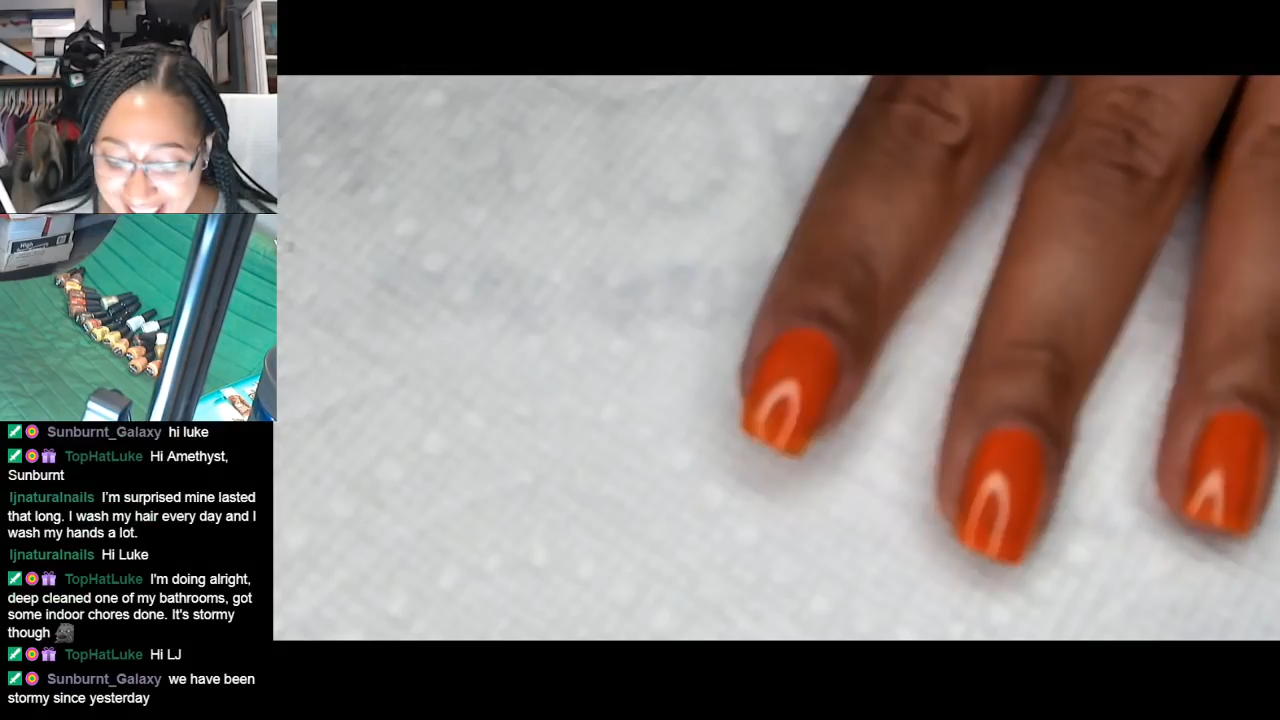 High
Sunburnt_Galaxy hi luke
TopHatLuke Hi Amethyst,
Sunburnt
ljnaturalnails I'm surprised mine lasted
that long. I wash my hair every day and I
wash my hands a lot.
ljnaturalnails Hi Luke
TopHatLuke I'm doing alright,
deep cleaned one of my bathrooms, got
some indoor chores done. It's stormy
though
TopHatLuke Hi LJ
Sunburnt_Galaxy we have been
stormy since yesterday